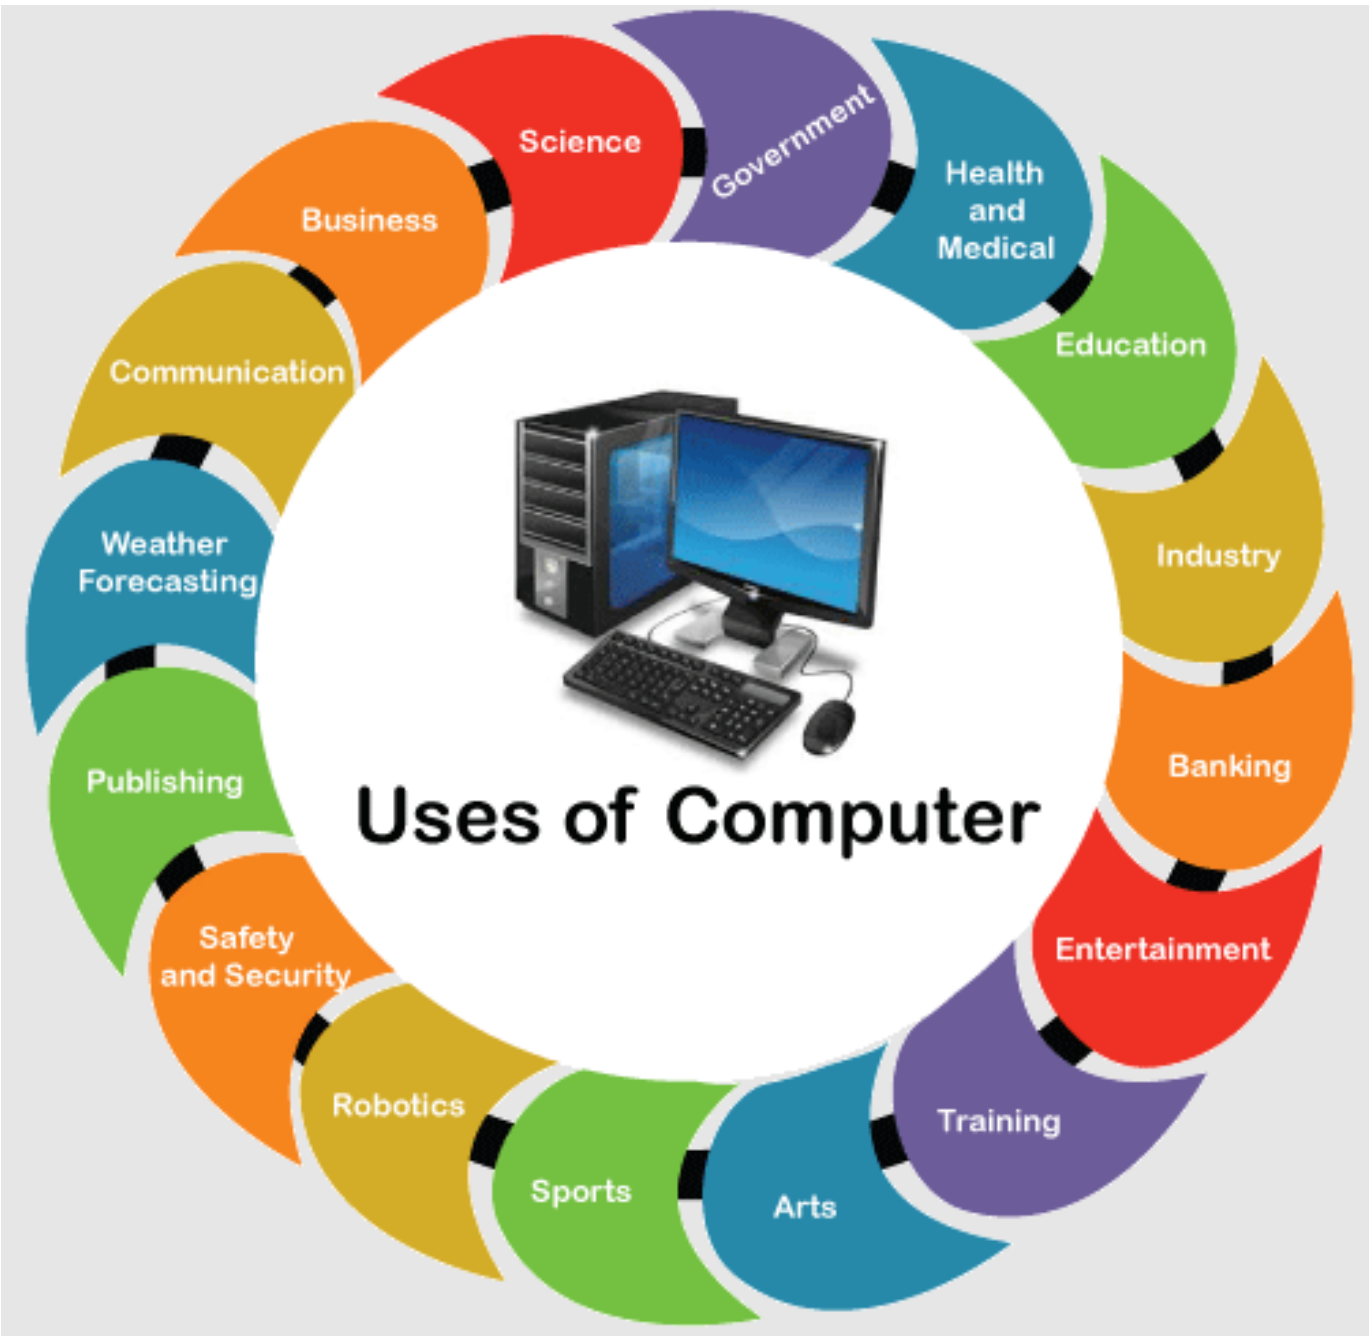 Science
Government
Health
and
Medical
Education
Industry
Banking
Entertainment
Training
Arts
Sports
Robotics
Safety
and Security
Publishing
Weather
Forecasting
Communication
Business
Uses of Computer